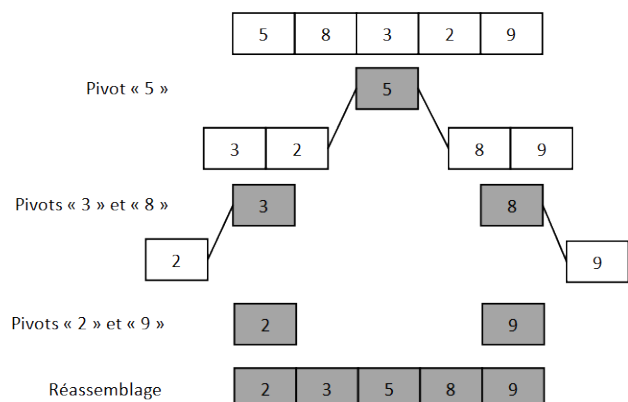 5 8 3 2 9
Pivot « 5 » 5
3 2 8 9
Pivots « 3 » et « 8 » 3 8
2 9
Pivots « 2 » et « 9 » 2 9
Réassemblage 2 3 5 8 9